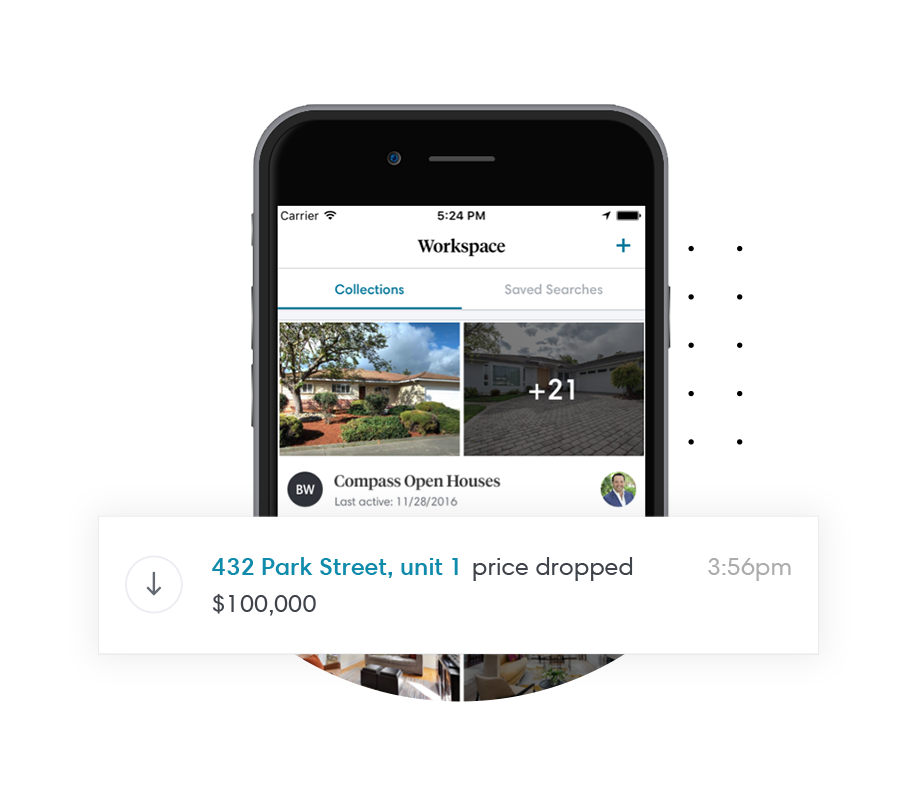 Carrier 5:24 PM
Workspace +
Collections Saved Searches
+21
BW Compass Open Houses
Last active: 11/28/2016
432 Park Street, unit 1 price dropped 3:56pm
$100,000